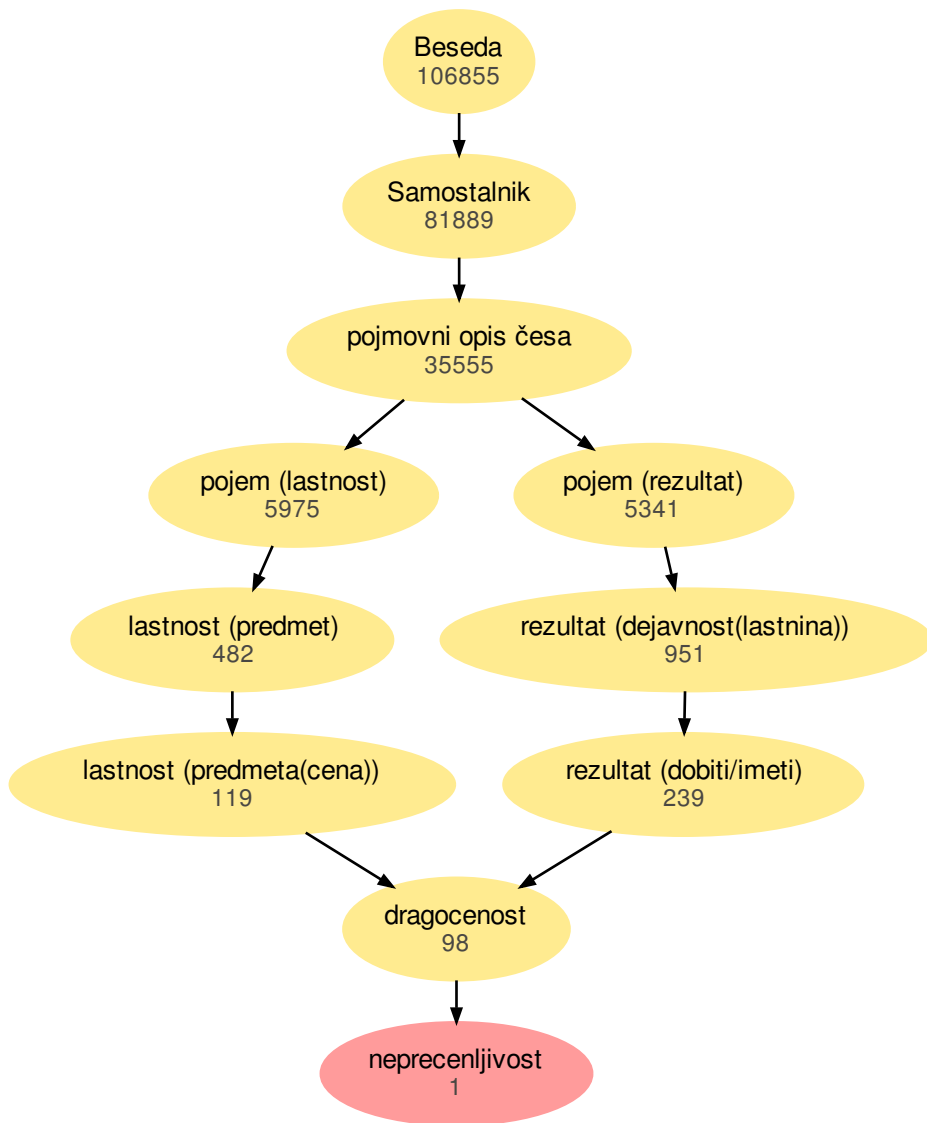 Beseda
106855
Samostalnik
81889
pojmovni opis česa
35555
pojem (lastnost)
5975
pojem (rezultat)
5341
lastnost (predmet)
482
rezultat (dejavnost(lastnina))
951
lastnost (predmeta(cena))
119
rezultat (dobiti/imeti)
239
dragocenost
98
neprecenljivost
1